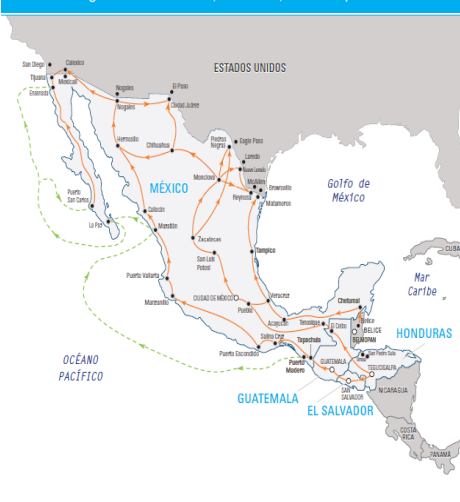 ESTADOS UNIDOS
San Diego
Calexico
Tijuana
Mexicali
Ensenada
Nogales
Nogales
El Paso
Ciudad Juárez
Hermosillo
Chihuahua
Piedras
Negras
Eagle Pass
Laredo
Nuevo Laredo
McAllen
Brownsville
Reynosa
Matamoros
Monclova
MÉXICO
Golfo de
México
Puerto
San Carlos
La Paz
Culiacán
Mazatlán
Zacatecas
San Luis
Potosí
Tampico
CUBA
Mar
Caribe
Puerto Vallarta
Manzanillo
CIUDAD DE MÉXICO
Puebla
Veracruz
Chetumal
Acayucan
Tenosique
El Ceibo
Belice
BELICE
BELMOPÁN
Salina Cruz
Puerto Escondido
Tapachula
Puerto
Madero
GUATEMALA
San Pedro Sula
TEGUCIGALPA
HONDURAS
OCÉANO
PACÍFICO
GUATEMALA
SAN
SALVADOR
EL SALVADOR
NICARAGUA
COSTA
RICA
PANAMÁ